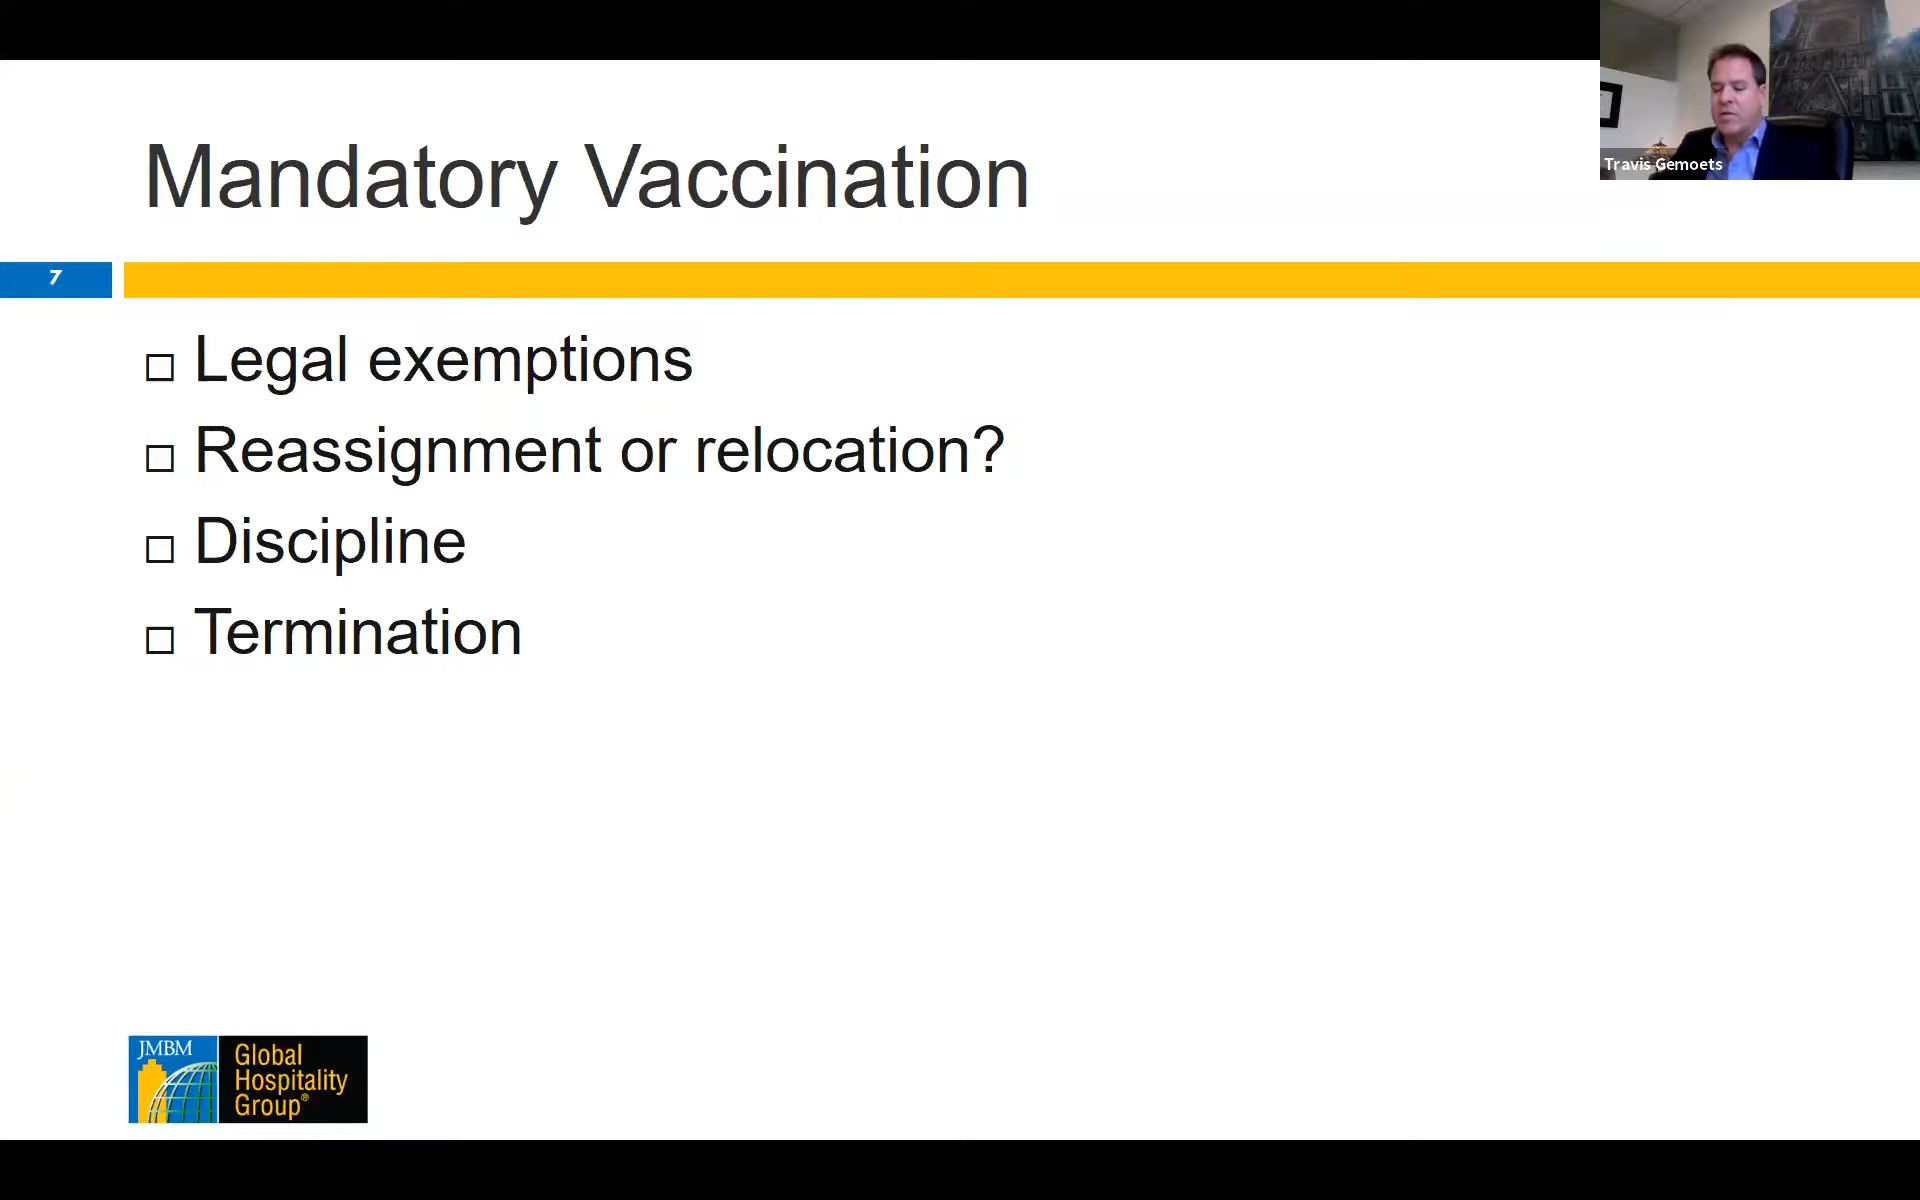 Travis Gemoets
Mandatory Vaccination
7
Legal exemptions
Reassignment or relocation?
Discipline
Termination
JMBM
Global
Hospitality
Group®